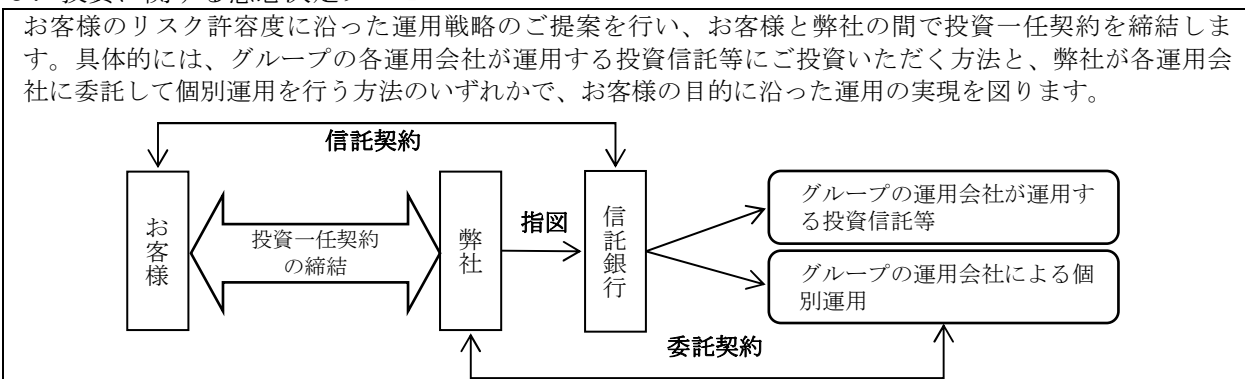 お客様のリスク許容度に沿った運用戦略のご提案を行い、お客様と弊社の間で投資一任契約を締結しま
す。具体的には、グループの各運用会社が運用する投資信託等にご投資いただく方法と、弊社が各運用会
社に委託して個別運用を行う方法のいずれかで、お客様の目的に沿った運用の実現を図ります。
信託契約
お客様
投資一任契約
の締結
弊社
指図
信託銀行
グループの運用会社が運用す
る投資信託等
グループの運用会社による個
別運用
委託契約